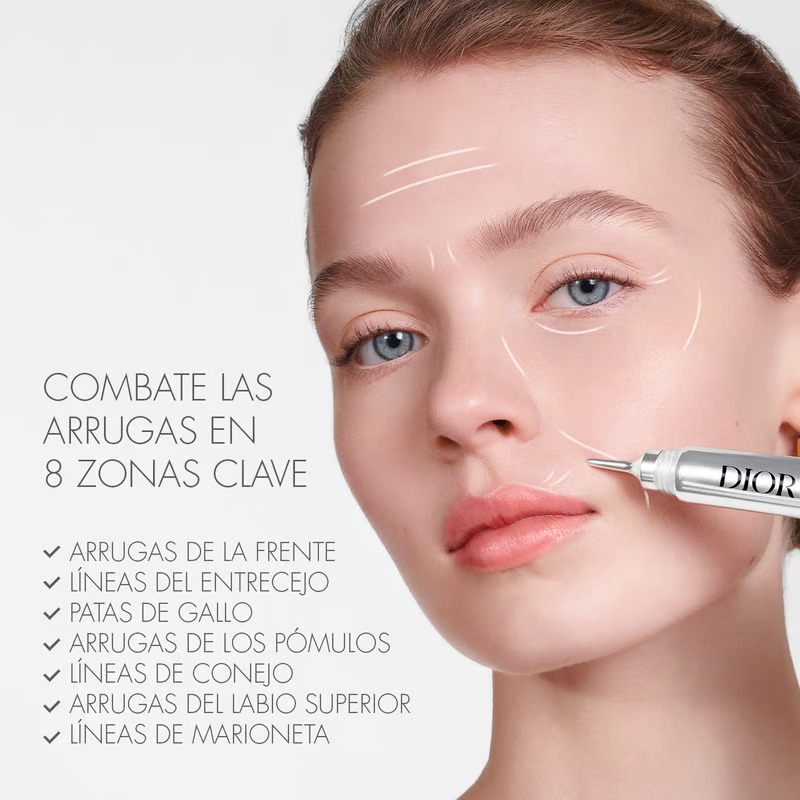 COMBATE LAS
ARRUGAS EN
8 ZONAS CLAVE
ARRUGAS DE LA FRENTE
LÍNEAS DEL ENTRECEJO
PATAS DE GALLO
ARRUGAS DE LOS PÓMULOS
LÍNEAS DE CONEJO
ARRUGAS DEL LABIO SUPERIOR
LÍNEAS DE MARIONETA
DIOR